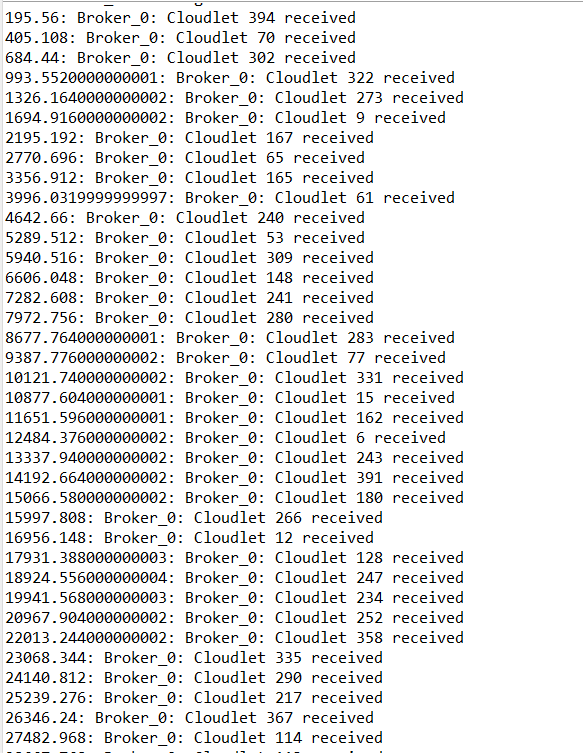 195.56: Broker_0: Cloudlet 394 received
405.108: Broker_0: Cloudlet 70 received
684.44: Broker_0: Cloudlet 302 received
993.5520000000001: Broker_0: Cloudlet 322 received
1326.1640000000002: Broker_0: Cloudlet 273 received
1694.9160000000002: Broker_0: Cloudlet 9 received
2195.192: Broker_0: Cloudlet 167 received
2770.696: Broker_0: Cloudlet 65 received
3356.912: Broker_0: Cloudlet 165 received
3996.0319999999997: Broker_0: Cloudlet 61 received
4642.66: Broker_0: Cloudlet 240 received
5289.512: Broker_0: Cloudlet 53 received
5940.516: Broker_0: Cloudlet 309 received
6606.048: Broker_0: Cloudlet 148 received
7282.608: Broker_0: Cloudlet 241 received
7972.756: Broker_0: Cloudlet 280 received
8677.764000000001: Broker_0: Cloudlet 283 received
9387.776000000002: Broker_0: Cloudlet 77 received
10121.740000000002: Broker_0: Cloudlet 331 received
10877.604000000001: Broker_0: Cloudlet 15 received
11651.596000000001: Broker_0: Cloudlet 162 received
12484.376000000002: Broker_0: Cloudlet 6 received
13337.940000000002: Broker_0: Cloudlet 243 received
14192.664000000002: Broker_0: Cloudlet 391 received
15066.580000000002: Broker_0: Cloudlet 180 received
15997.808: Broker_0: Cloudlet 266 received
16956.148: Broker_0: Cloudlet 12 received
17931.388000000003: Broker_0: Cloudlet 128 received
18924.556000000004: Broker_0: Cloudlet 247 received
19941.568000000003: Broker_0: Cloudlet 234 received
20967.904000000002: Broker_0: Cloudlet 252 received
22013.244000000002: Broker_0: Cloudlet 358 received
23068.344: Broker_0: Cloudlet 335 received
24140.812: Broker_0: Cloudlet 290 received
25239.276: Broker_0: Cloudlet 217 received
26346.24: Broker_0: Cloudlet 367 received
27482.968: Broker_0: Cloudlet 114 received